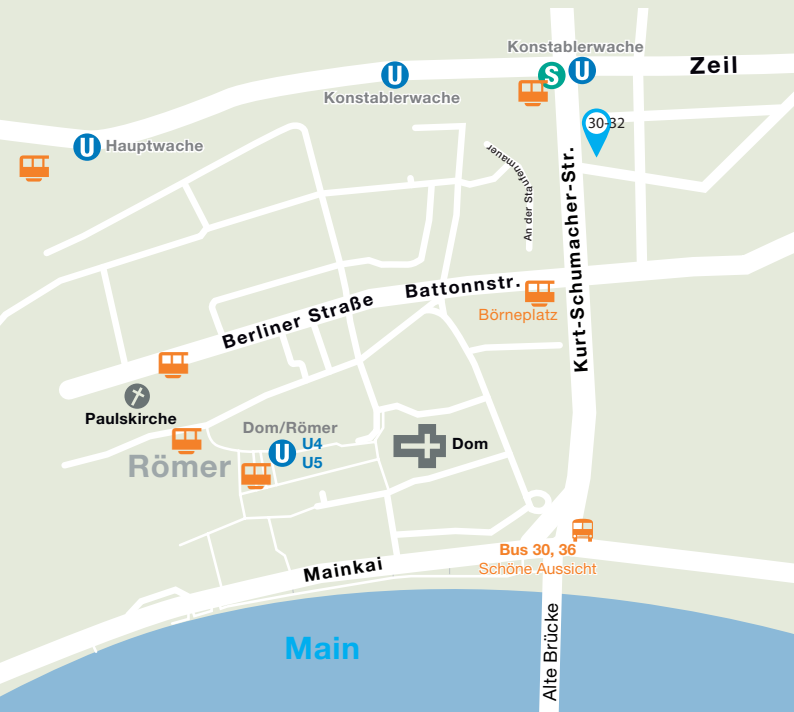 Konstablerwache
Zeil
S
U
U
Konstablerwache
30-32
U
Hauptwache
An der Staufenmauer
Kurt-Schumacher-Str.
Berliner Straße
Battonnstr.
Börneplatz
Paulskirche
Dom/Römer
U
U4
U5
Dom
Römer
Bus 30, 36
Schöne Aussicht
Mainkai
Main
Alte Brücke